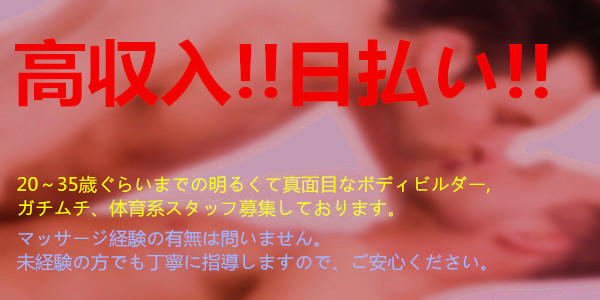 高収入!!日払い!!
20～35歳ぐらいまでの明るくて真面目なボディビルダー,
ガチムチ、体育系スタッフ募集しております。
マッサージ経験の有無は問いません。
未経験の方でも丁寧に指導しますので、ご安心ください。